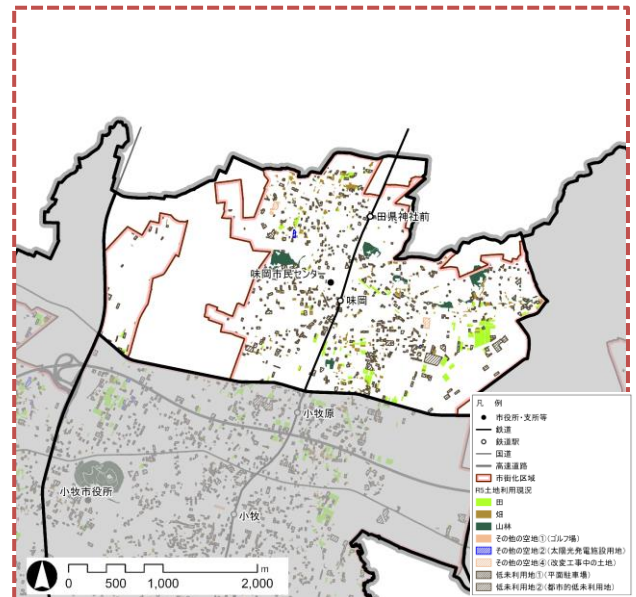 田県神社前
味岡市民センター
味岡
小牧原
小牧市役所
小牧
凡 例
市役所・支所等
鉄道
鉄道駅
国道
高速道路
市街化区域
R5土地利用現況
田
畑
山林
その他の空地①(ゴルフ場)
その他の空地②(太陽光発電施設用地)
その他の空地④(改変工事中の土地)
低未利用地①(平面駐車場)
低未利用地②(都市的低未利用地)
m
0 500 1,000 2,000